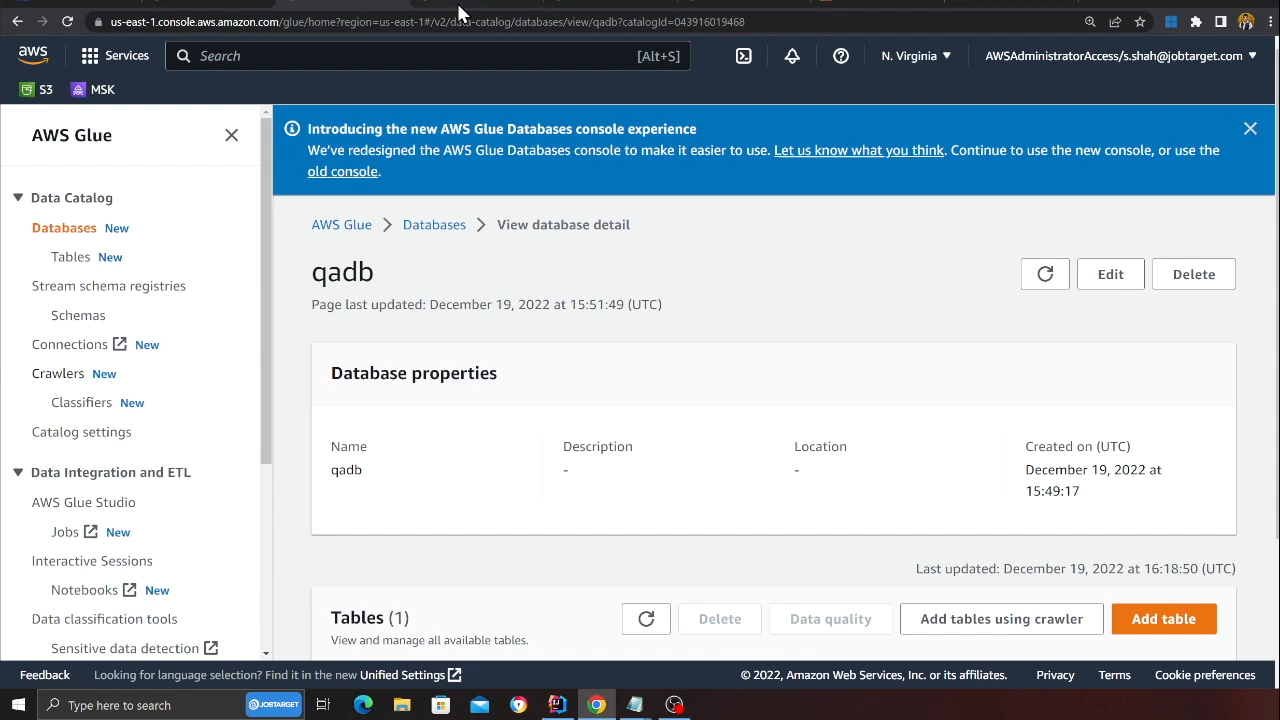 us-east-1.console.aws.amazon.com/glue/home?region=us-east-1#/v2/data-catalog/databases/view/qadb?catalogId=043916019468
aws
Services
Search
[Alt+S]
N. Virginia
AWSAdministratorAccess/s.shah@jobtarget.com
S3
MSK
AWS Glue
Data Catalog
Databases New
Tables New
Stream schema registries
Schemas
Connections New
Crawlers New
Classifiers New
Catalog settings
Data Integration and ETL
AWS Glue Studio
Jobs New
Interactive Sessions
Notebooks New
Data classification tools
Sensitive data detection
Introducing the new AWS Glue Databases console experience
We've redesigned the AWS Glue Databases console to make it easier to use. Let us know what you think. Continue to use the new console, or use the
old console.
AWS Glue
Databases
View database detail
qadb
Page last updated: December 19, 2022 at 15:51:49 (UTC)
Edit
Delete
Database properties
Name
qadb
Description
-
Location
-
Created on (UTC)
December 19, 2022 at
15:49:17
Last updated: December 19, 2022 at 16:18:50 (UTC)
Tables (1)
View and manage all available tables.
Delete
Data quality
Add tables using crawler
Add table
Feedback
Looking for language selection? Find it in the new Unified Settings
© 2022, Amazon Web Services, Inc. or its affiliates.
Privacy
Terms
Cookie preferences
Type here to search
JOBTARGET